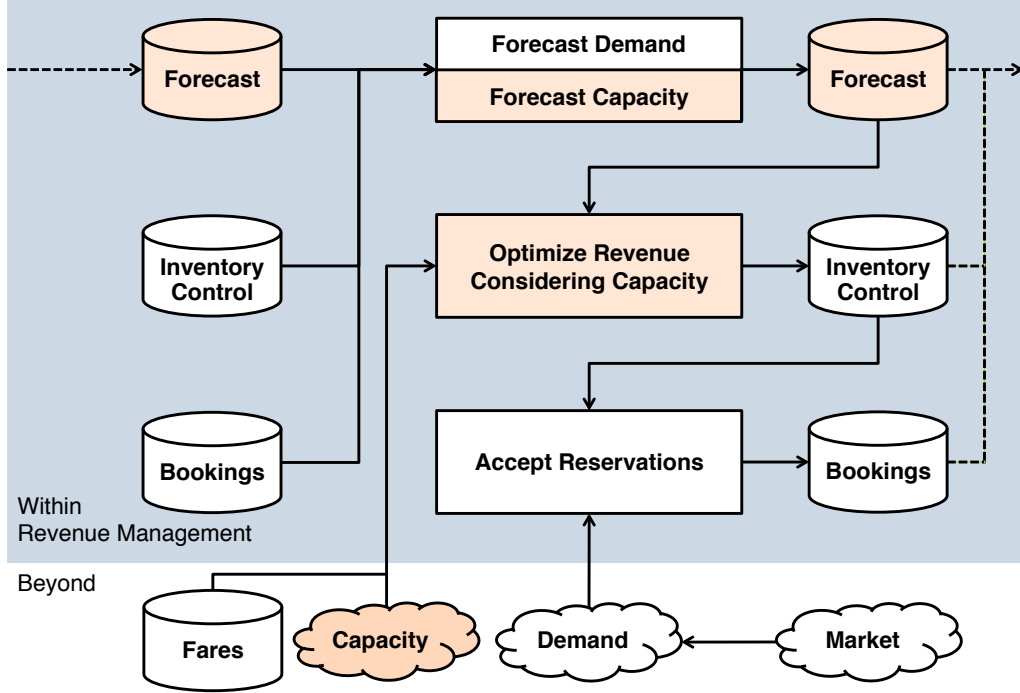 Forecast
Forecast Demand
Forecast Capacity
Forecast
Inventory
Control
Optimize Revenue
Considering Capacity
Inventory
Control
Bookings
Accept Reservations
Bookings
Within
Revenue Management
Beyond
Fares
Capacity
Demand
Market